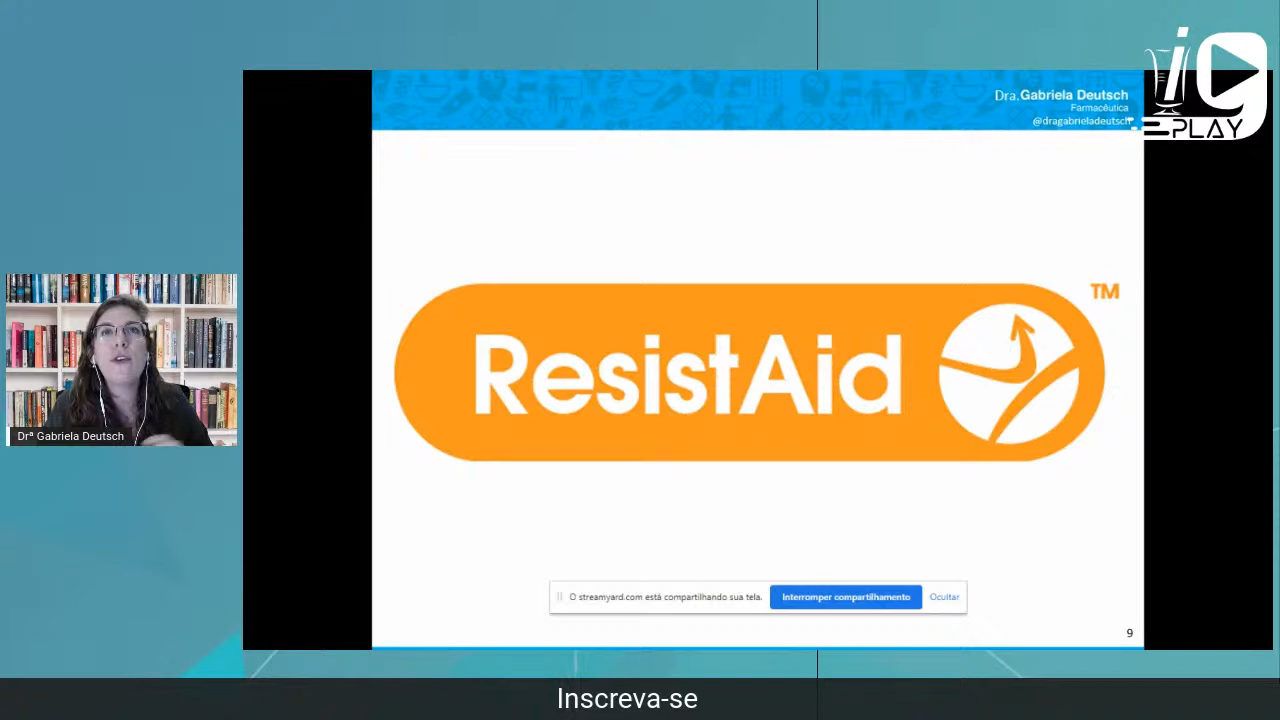 Dra.Gabriela Deutsch
Farmacêutica
@dragabrieladeutsch
iG
PLAY
ResistAid
TM
Drª Gabriela Deutsch
O streamyard.com está compartilhando sua tela.
Interromper compartilhamento
Ocultar
9
Inscreva-se